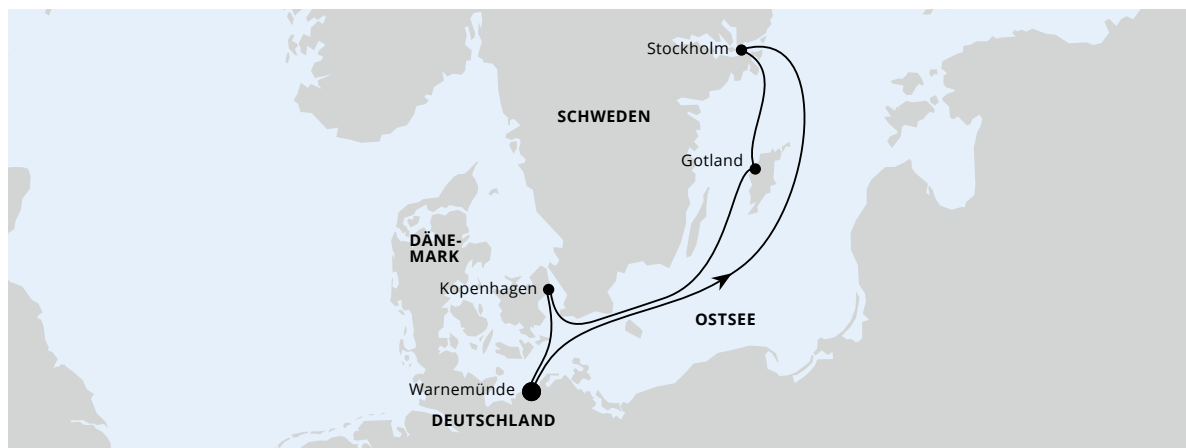 Stockholm
SCHWEDEN
Gotland
DÄNE-
MARK
Kopenhagen
OSTSEE
Warnemünde
DEUTSCHLAND